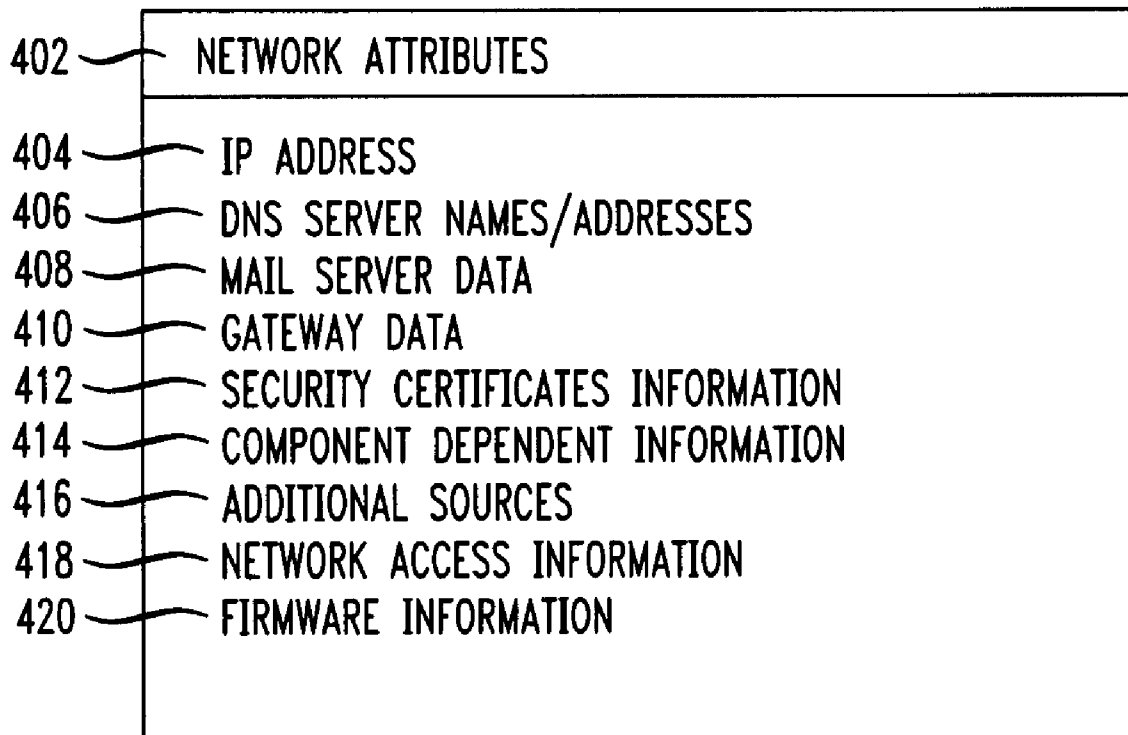 402 NETWORK ATTRIBUTES
404 IP ADDRESS
406 DNS SERVER NAMES/ADDRESSES
408 MAIL SERVER DATA
410 GATEWAY DATA
412 SECURITY CERTIFICATES INFORMATION
414 COMPONENT DEPENDENT INFORMATION
416 ADDITIONAL SOURCES
418 NETWORK ACCESS INFORMATION
420 FIRMWARE INFORMATION